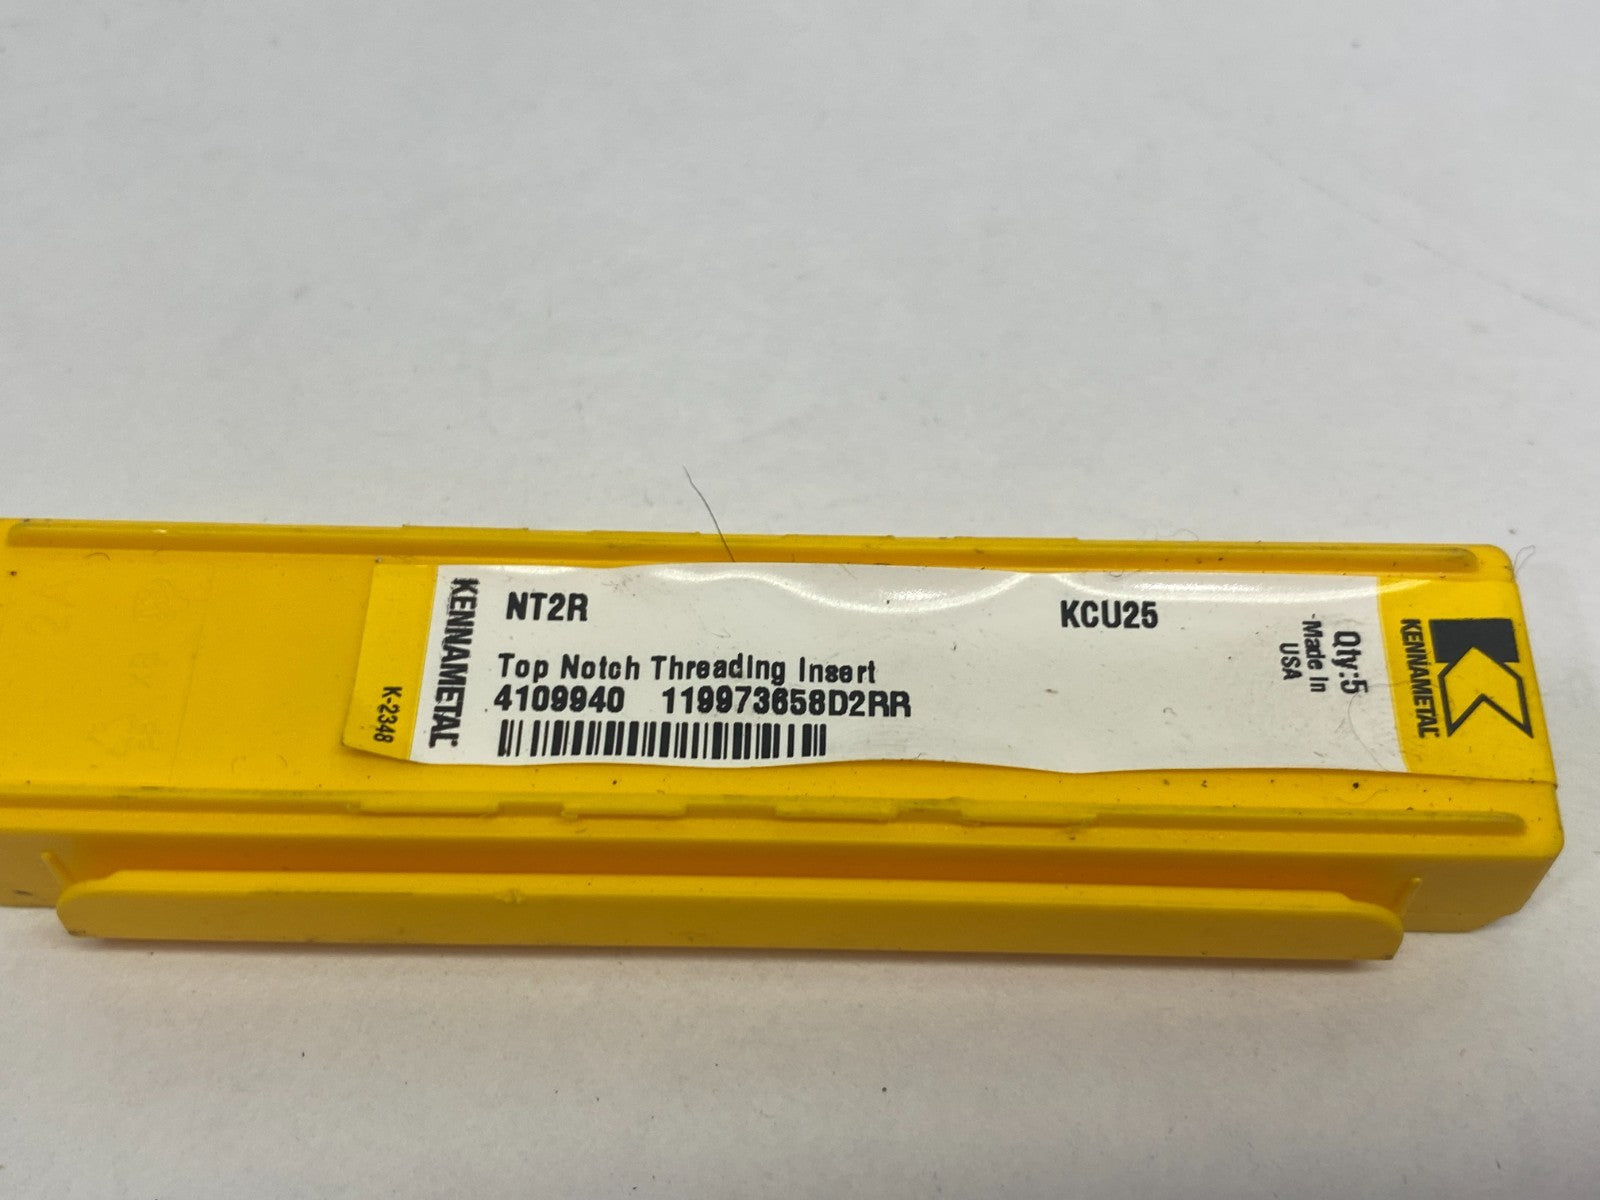 KENNAMETAL
K-2348
NT2R
KCU25
Top Notch Threading Insert
4109940 119973658D2RR
Qty:5
Made In
USA
KENNAMETAL